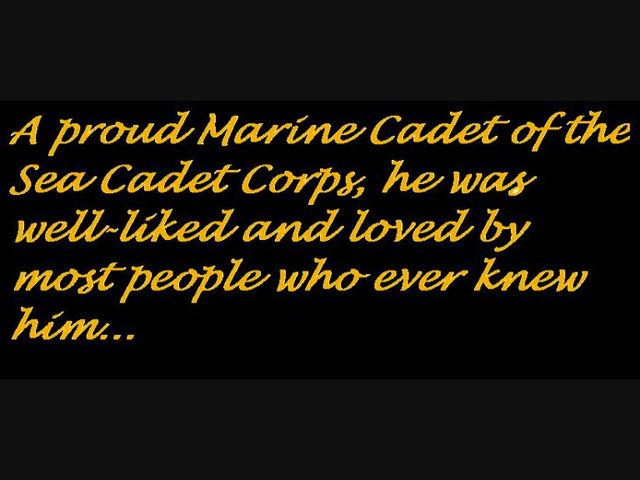 A proud Marine Cadet of the
Sea Cadet Corps, he was
well-liked and loved by
most people who ever knew
him...